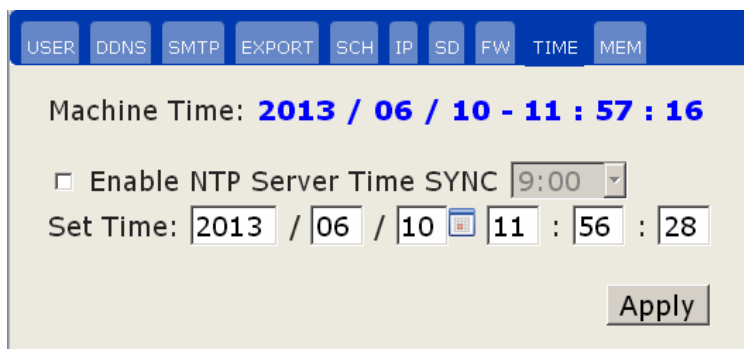 USER DDNS SMTP EXPORT SCH IP SD FW TIME MEM
Machine Time: 2013 / 06 / 10 - 11 : 57 : 16
Enable NTP Server Time SYNC 9:00
Set Time: 2013 / 06 / 10 11 : 56 : 28
Apply